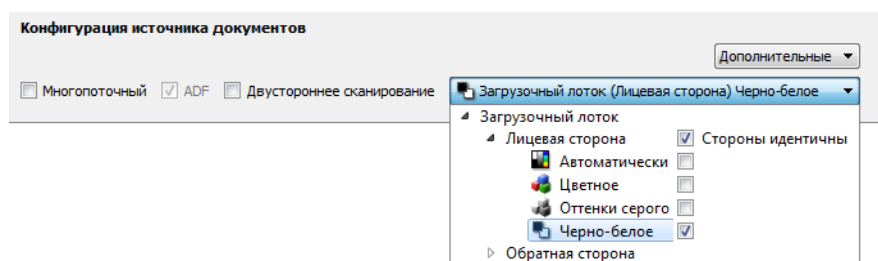 Конфигурация источника документов
Дополнительные
Многопоточный ADF Двустороннее сканирование Загрузочный лоток (Лицевая сторона) Черно-белое
Загрузочный лоток
Лицевая сторона Стороны идентичны
Автоматически
Цветное
Оттенки серого
Черно-белое
Обратная сторона